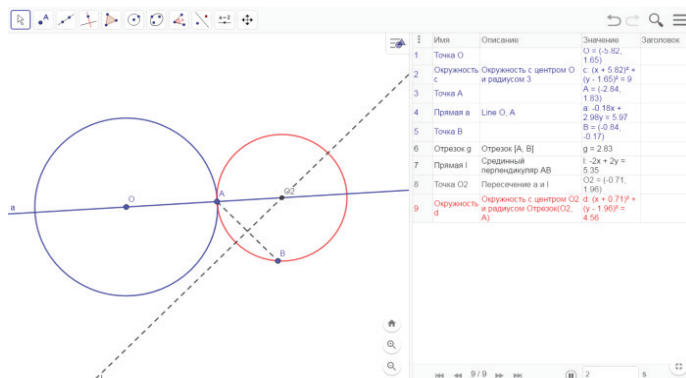 a=2
Имя Описание Значение Заголовок
1 Точка O O = (-5.82,
1.65)
2 Окружность c Окружность с центром O и радиусом 3 c: (x + 5.82)² +
(y - 1.65)² = 9
3 Точка A A = (-2.84,
1.83)
4 Прямая a Line O, A a: -0.18x +
2.98y = 5.97
5 Точка B B = (-0.84,
-0.17)
6 Отрезок g Отрезок [A, B] g = 2.83
7 Прямая l Срединный перпендикуляр AB l: -2x + 2y =
5.35
8 Точка O2 Пересечение a и l O2 = (-0.71,
1.96)
9 Окружность d Окружность с центром O2 и радиусом Отрезок(O2, A) d: (x + 0.71)² +
(y - 1.96)² =
4.56
O
A
O2
a
B
l
9 / 9
2
s